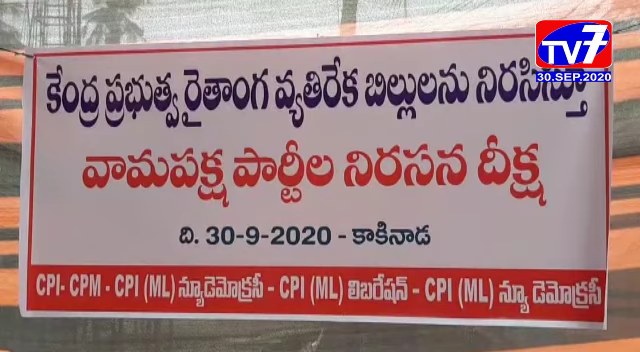 TV7
30.SEP.2020
కేంద్ర ప్రభుత్వ రైతాంగ వ్యతిరేక బిల్లులను నిరసిస్తూ
వామపక్ష పార్టీల నిరసన దీక్ష
ది. 30-9-2020 - కాకినాడ
CPI- CPM - CPI (ML) న్యూడెమోక్రసీ - CPI (ML) లిబరేషన్ - CPI (ML) న్యూ డెమోక్రసీ